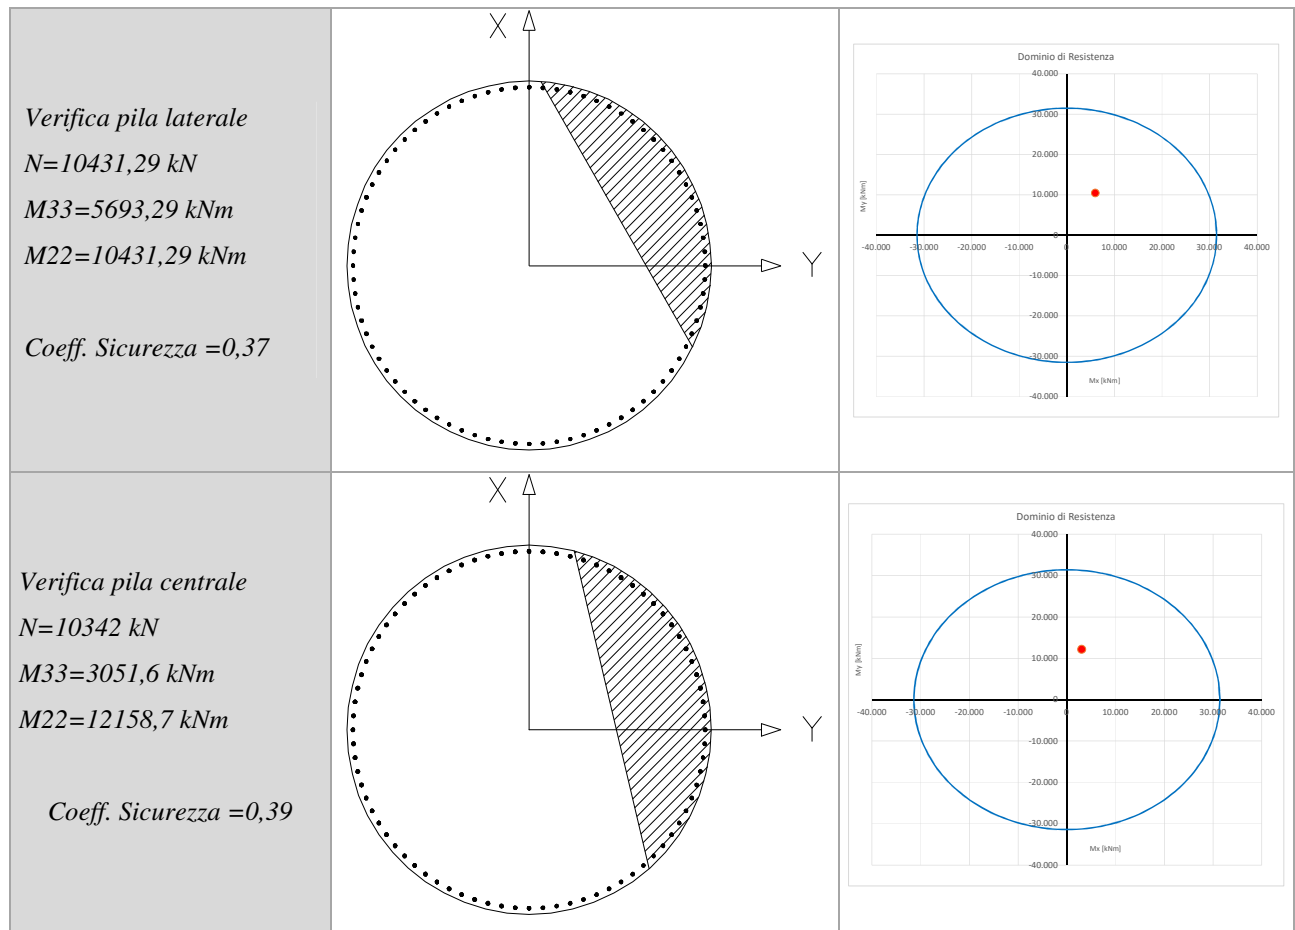 Verifica pila laterale
N=10431,29 kN
M33=5693,29 kNm
M22=10431,29 kNm
Coeff. Sicurezza =0,37
X
Y
Dominio di Resistenza
40.000
30.000
20.000
10.000
0
-40.000 -30.000 -20.000 -10.000 0 10.000 20.000 30.000 40.000
-10.000
-20.000
-30.000
-40.000
My [kNm]
Mx [kNm]
Verifica pila centrale
N=10342 kN
M33=3051,6 kNm
M22=12158,7 kNm
Coeff. Sicurezza =0,39
X
Y
Dominio di Resistenza
40.000
30.000
20.000
10.000
0
-40.000 -30.000 -20.000 -10.000 0 10.000 20.000 30.000 40.000
-10.000
-20.000
-30.000
-40.000
My [kNm]
Mx [kNm]